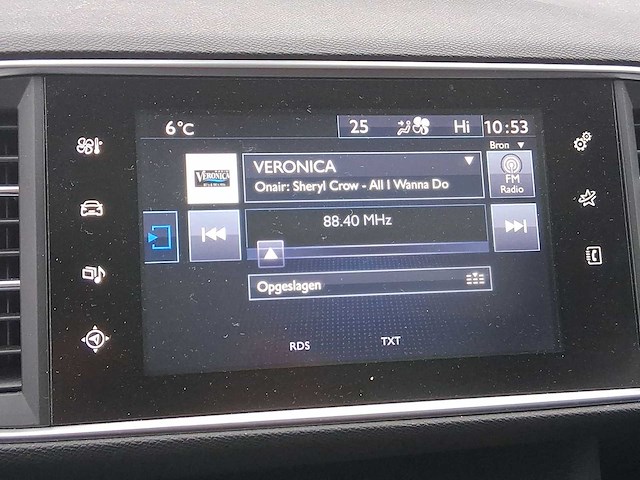 6°C
25 Hi 10:53
Bron
VERONICA
VERONICA
Onair: Sheryl Crow - All I Wanna Do
FM
Radio
88.40 MHz
Opgeslagen
RDS TXT